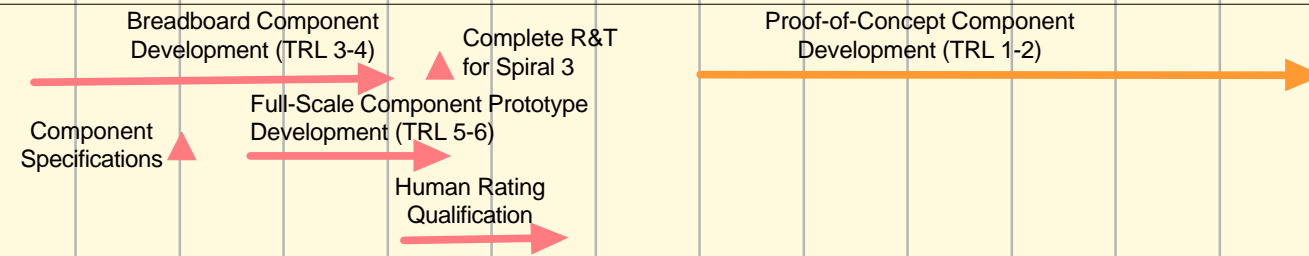 Breadboard Component
Development (TRL 3-4)
Complete R&T
for Spiral 3
Proof-of-Concept Component
Development (TRL 1-2)
Component
Specifications
Full-Scale Component Prototype
Development (TRL 5-6)
Human Rating
Qualification